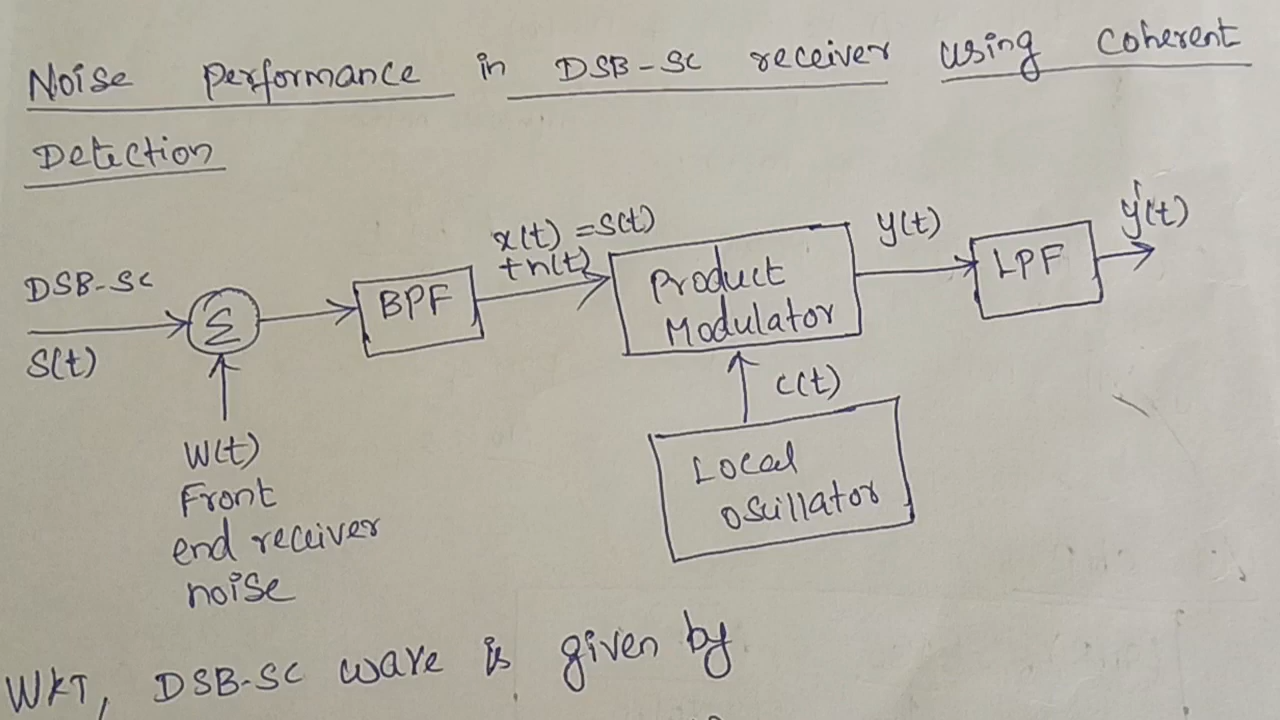 Noise Performance in DSB-SC receiver using Coherent
Detection
DSB-SC
S(t)
Σ
W(t)
Front
end receiver
noise
BPF
x(t) = S(t)
+ n(t)
Product
Modulator
c(t)
Local
oscillator
y(t)
LPF
y'(t)
WKT, DSB-SC wave is given by